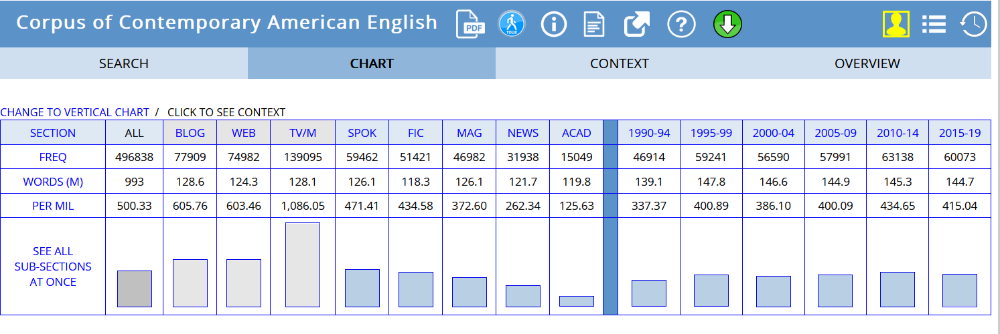 Corpus of Contemporary American English PDF TOUR
SEARCH CHART CONTEXT OVERVIEW
CHANGE TO VERTICAL CHART / CLICK TO SEE CONTEXT
SECTION ALL BLOG WEB TV/M SPOK FIC MAG NEWS ACAD 1990-94 1995-99 2000-04 2005-09 2010-14 2015-19
FREQ 496838 77909 74982 139095 59462 51421 46982 31938 15049 46914 59241 56590 57991 63138 60073
WORDS (M) 993 128.6 124.3 128.1 126.1 118.3 126.1 121.7 119.8 139.1 147.8 146.6 144.9 145.3 144.7
PER MIL 500.33 605.76 603.46 1,086.05 471.41 434.58 372.60 262.34 125.63 337.37 400.89 386.10 400.09 434.65 415.04
SEE ALL
SUB-SECTIONS
AT ONCE